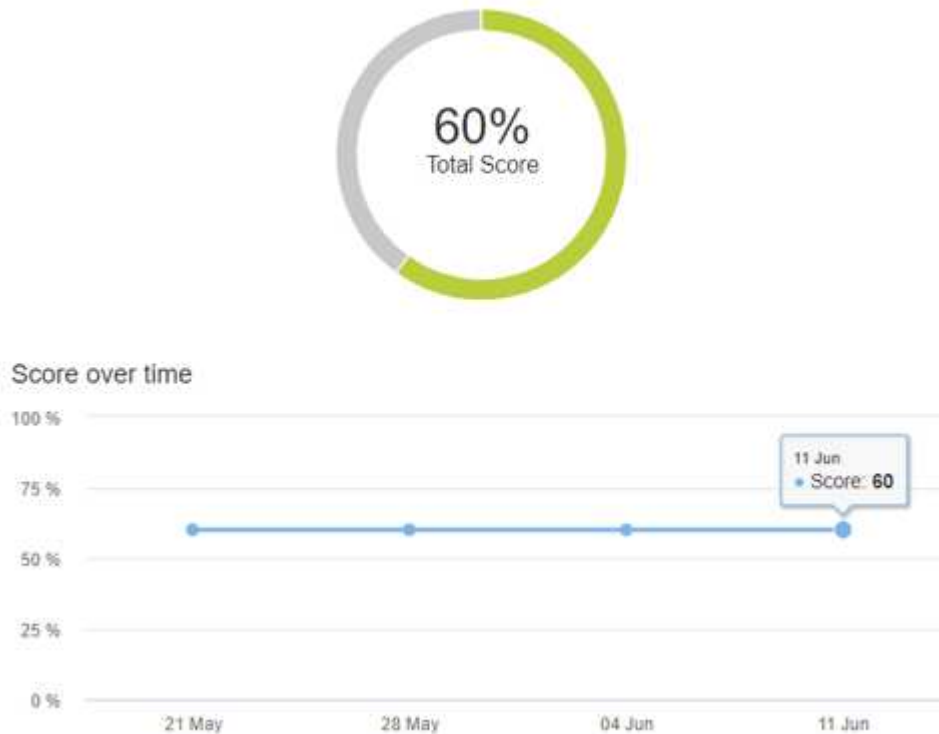 60%
Total Score
Score over time
100 %
11 Jun
Score: 60
75 %
50 %
25 %
0 %
21 May 28 May 04 Jun 11 Jun